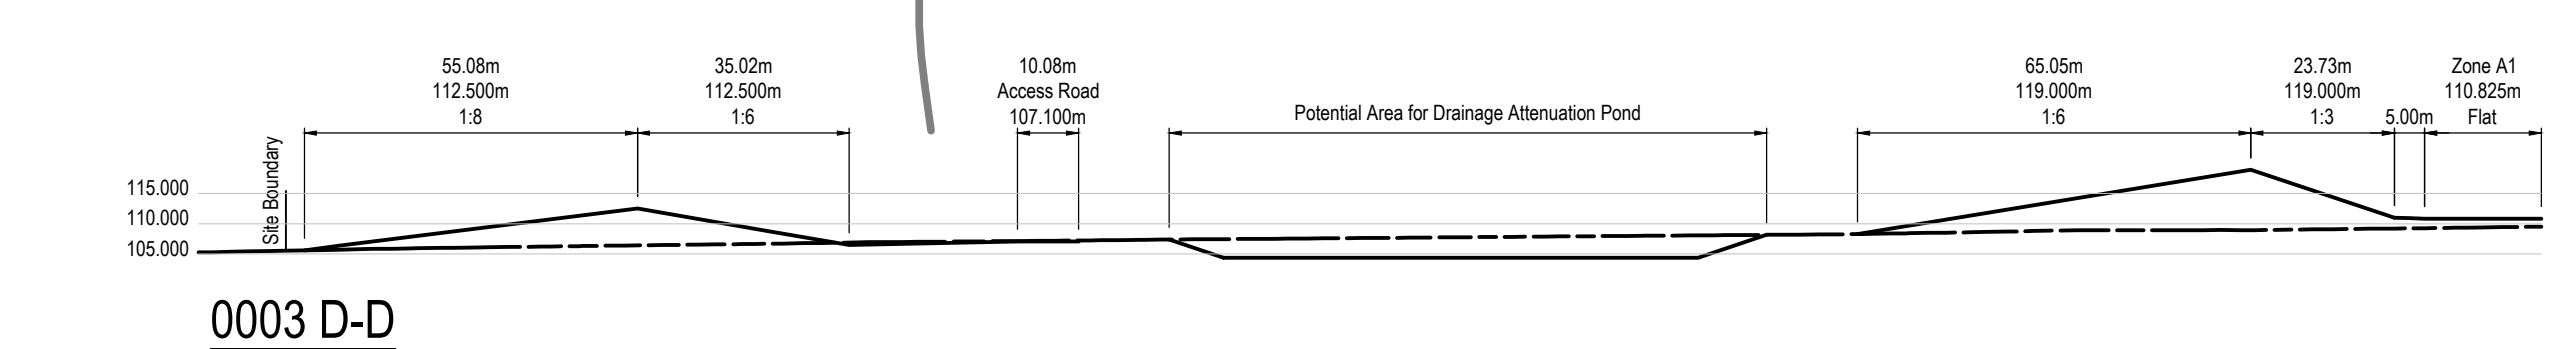 55.08m
112.500m
1:8
35.02m
112.500m
1:6
10.08m
Access Road
107.100m
Potential Area for Drainage Attenuation Pond
65.05m
119.000m
1:6
23.73m
119.000m
1:3
5.00m
Zone A1
110.825m
Flat
Site Boundary
115.000
110.000
105.000
0003 D-D